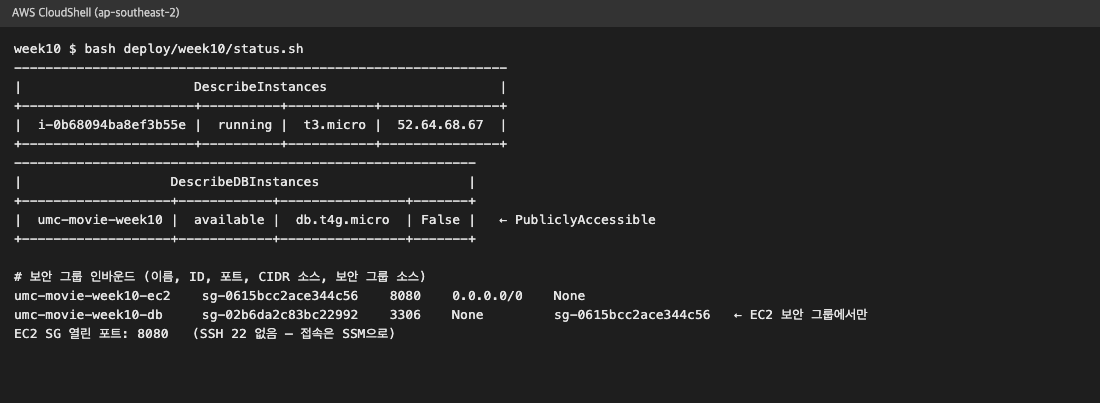 AWS CloudShell (ap-southeast-2)
week10 $ bash deploy/week10/status.sh
------------------------------------------------------------
|                     DescribeInstances                     |
+---------------------+----------+-----------+--------------+
|  i-0b68094ba8ef3b55e |  running |  t3.micro |  52.64.68.67  |
+---------------------+----------+-----------+--------------+
--------------------------------------------------------
|                  DescribeDBInstances                  |
+-------------------+------------+----------------+-------+
|  umc-movie-week10 |  available |  db.t4g.micro  | False |   ← PubliclyAccessible
+-------------------+------------+----------------+-------+
# 보안 그룹 인바운드 (이름, ID, 포트, CIDR 소스, 보안 그룹 소스)
umc-movie-week10-ec2    sg-0615bcc2ace344c56    8080    0.0.0.0/0    None
umc-movie-week10-db     sg-02b6da2c83bc22992    3306    None         sg-0615bcc2ace344c56   ← EC2 보안 그룹에서만
EC2 SG 열린 포트: 8080   (SSH 22 없음 — 접속은 SSM으로)